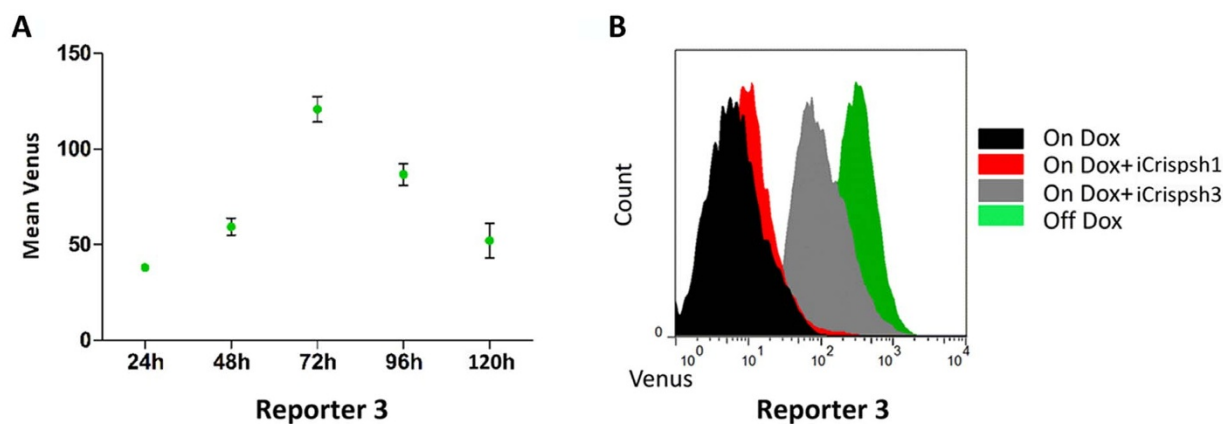 A
150
100
50
0
Mean Venus
24h 48h 72h 96h 120h
Reporter 3
B
Count
0
10^0 10^1 10^2 10^3 10^4
Venus
Reporter 3
On Dox
On Dox+iCrispsh1
On Dox+iCrispsh3
Off Dox